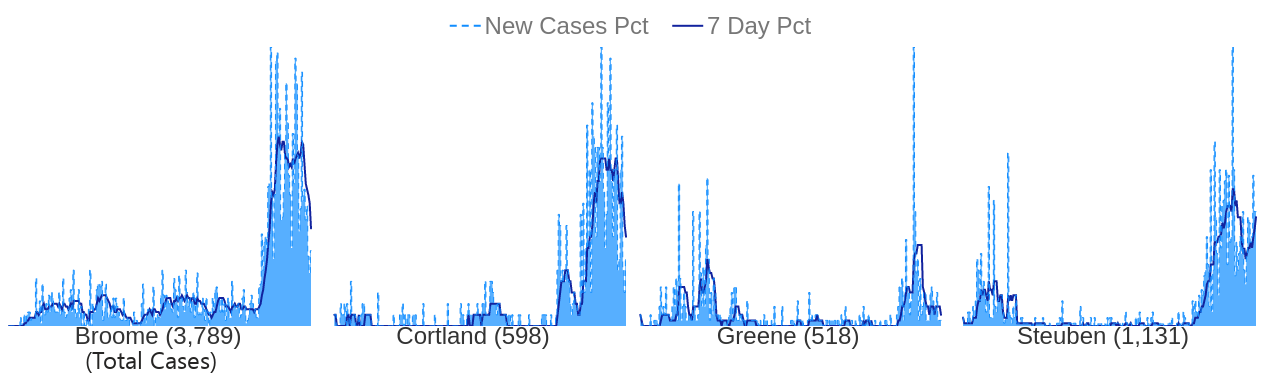 New Cases Pct 7 Day Pct
Broome (3,789) Cortland (598) Greene (518) Steuben (1,131)
(Total Cases)